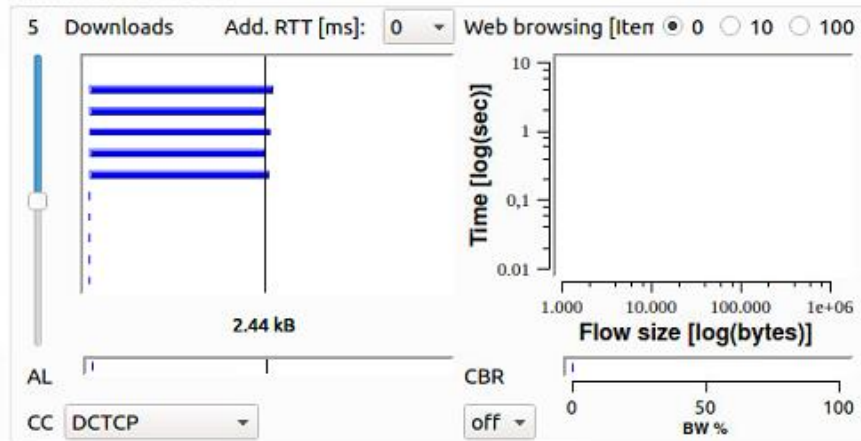 5 Downloads Add. RTT [ms]: 0 Web browsing [Iten 0 10 100
10
1
0,1
0.01
Time [log(sec)]
1.000 10.000 100.000 1e+06
Flow size [log(bytes)]
2.44 kB
AL
CBR
CC DCTCP
off
0 50 100
BW %